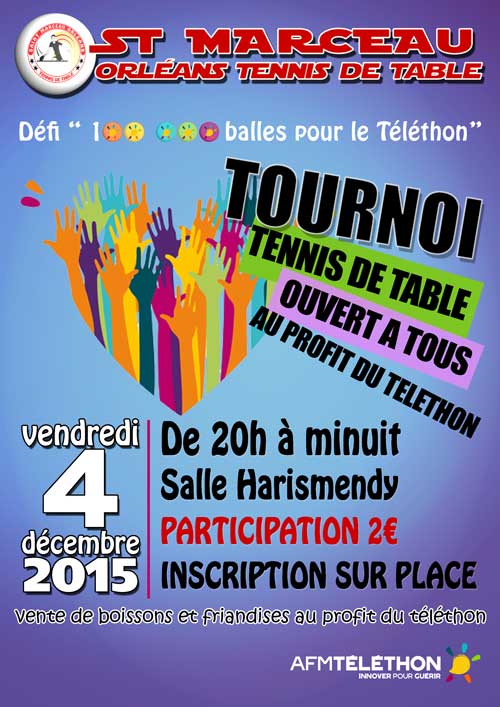 ST MARCEAU
ORLÉANS TENNIS DE TABLE
Défi " 100 000 balles pour le Téléthon"
TOURNOI
TENNIS DE TABLE
OUVERT A TOUS
AU PROFIT DU TELETHON
vendredi
4
décembre
2015
De 20h à minuit
Salle Harismendy
PARTICIPATION 2€
INSCRIPTION SUR PLACE
Vente de boissons et friandises au profit du téléthon
AFMTÉLÉTHON
INNOVER POUR GUÉRIR